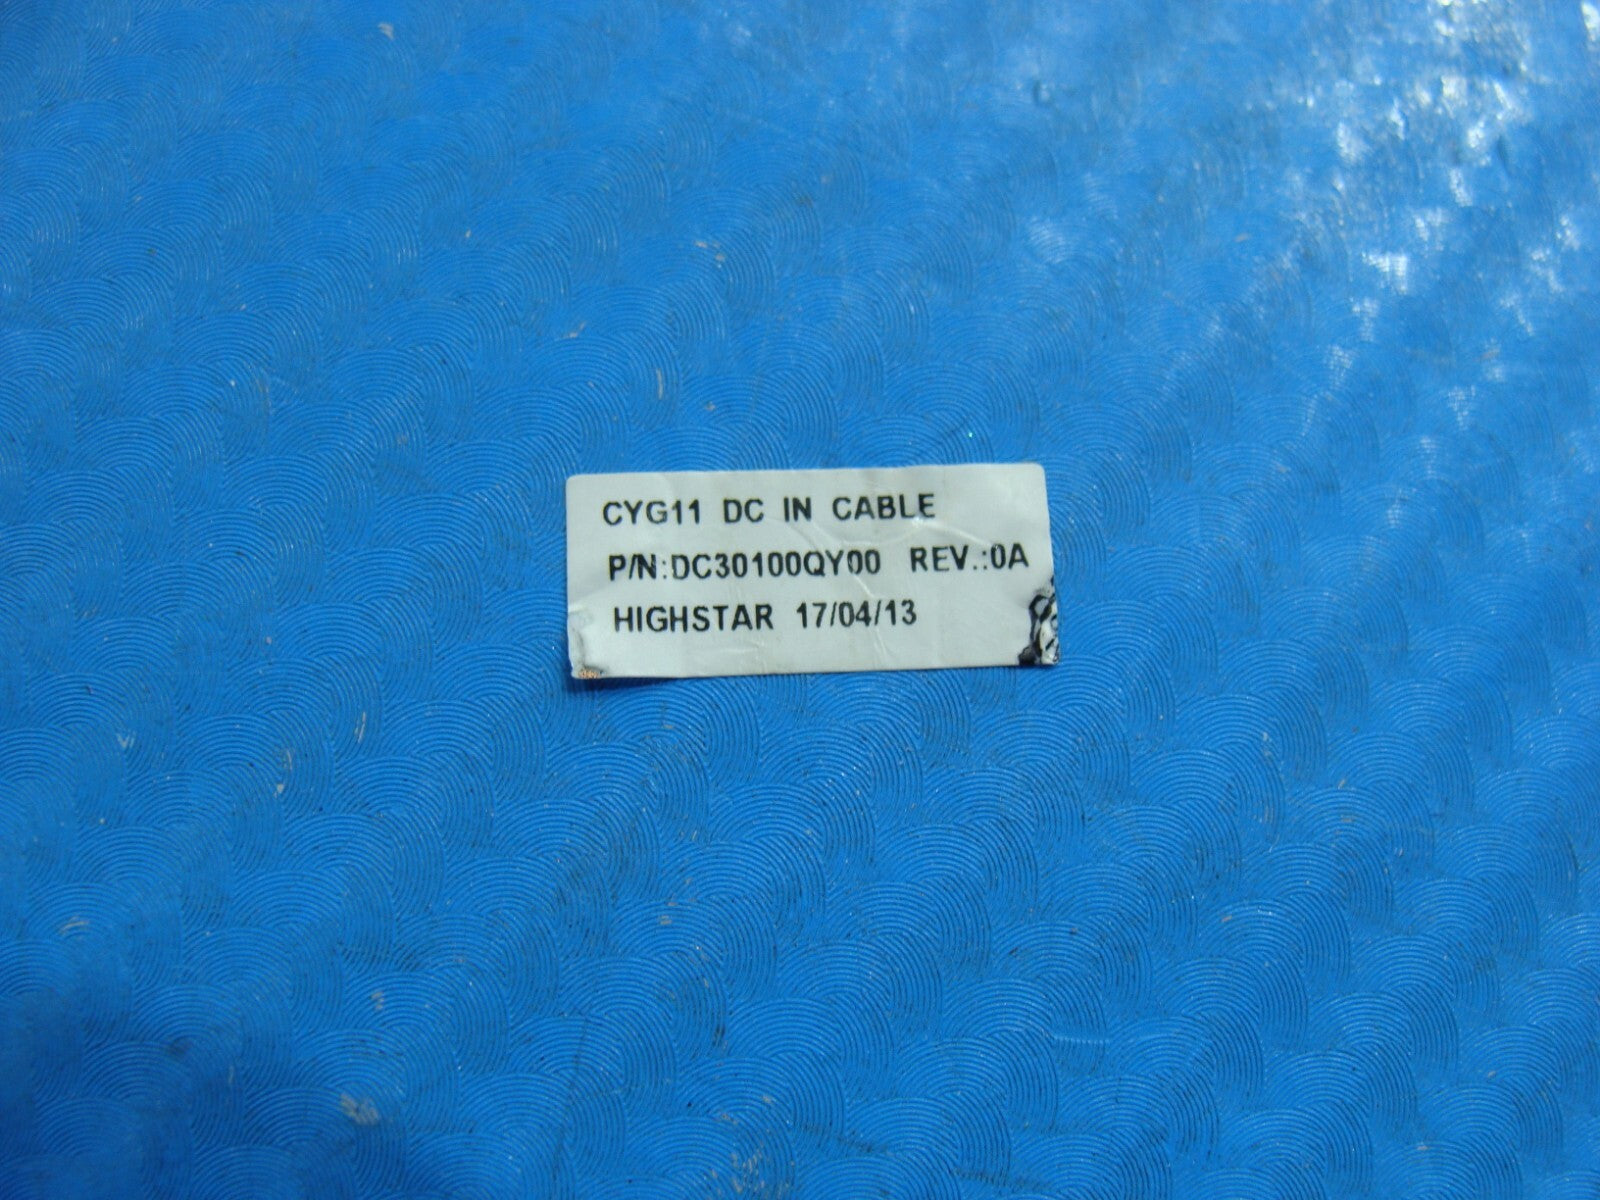 CYG11 DC IN CABLE
P/N:DC30100QY00 REV.:0A
HIGHSTAR 17/04/13